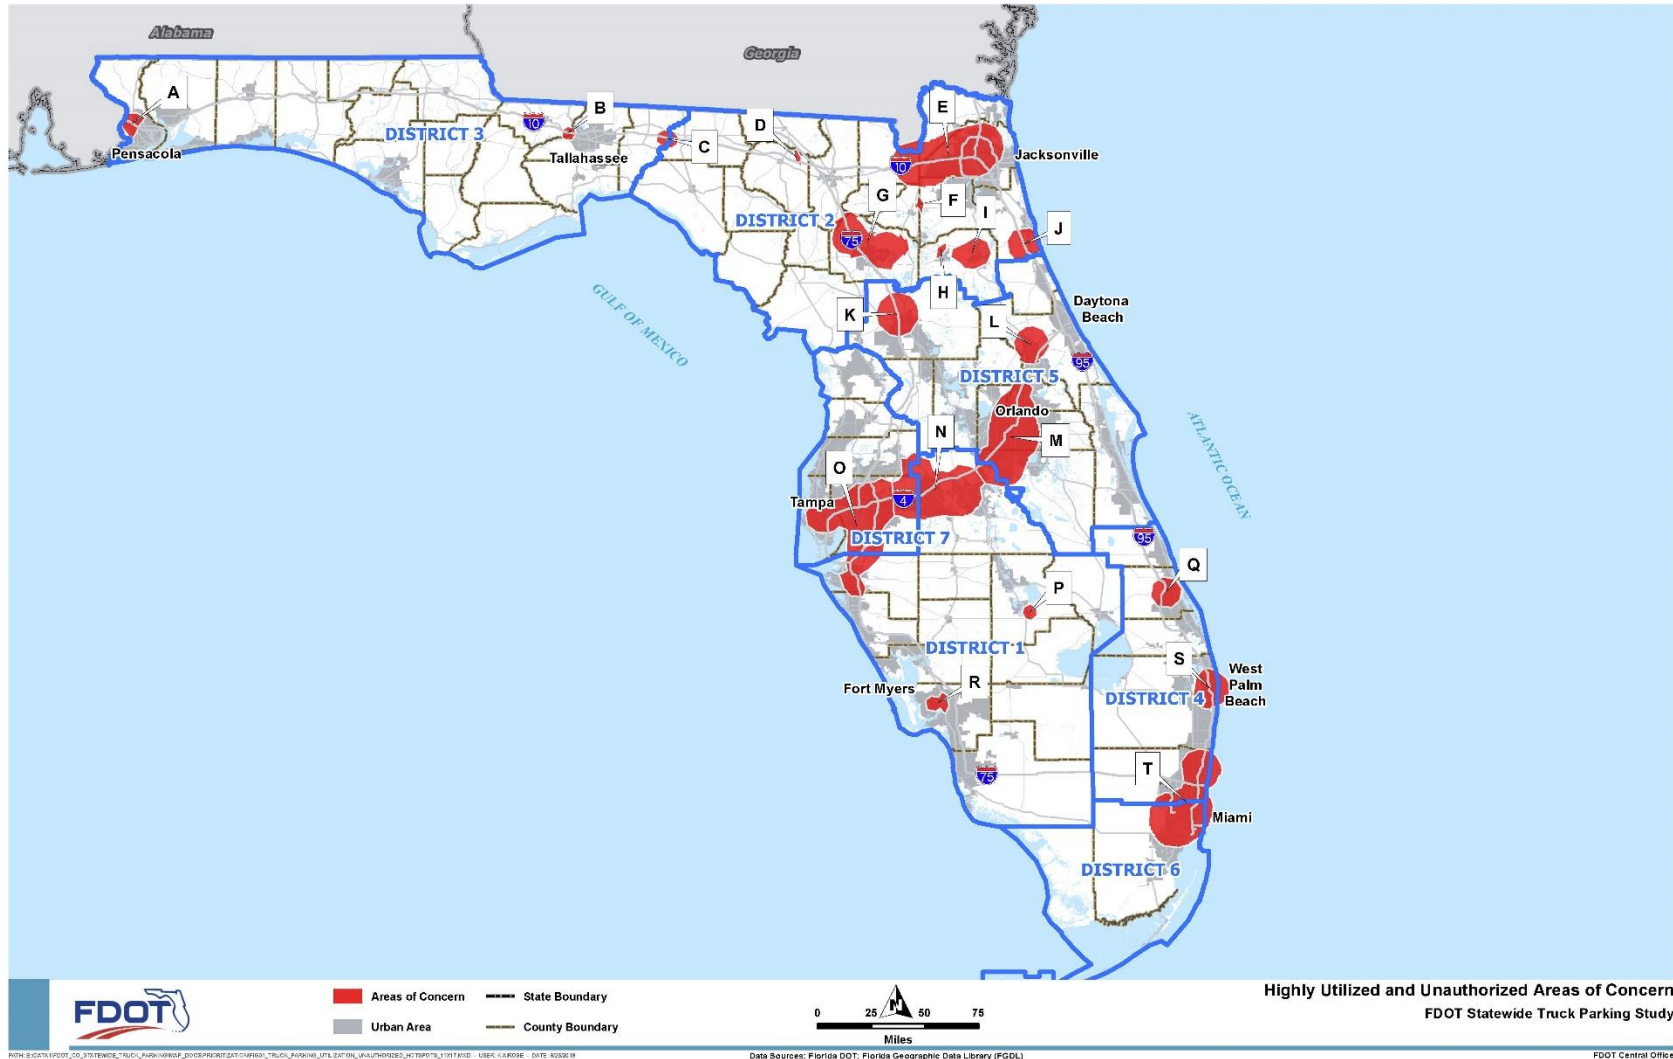 Alabama
Georgia
A
B
C
D
E
10
DISTRICT 3
10
Jacksonville
Pensacola
Tallahassee
F
G
I
J
DISTRICT 2
75
H
K
L
Daytona
Beach
GULF OF MEXICO
95
DISTRICT 5
Orlando
N
M
ATLANTIC OCEAN
O
Tampa
4
DISTRICT 7
95
Q
P
DISTRICT 1
S
West
Palm
Beach
Fort Myers
R
DISTRICT 4
75
T
Miami
DISTRICT 6
FDOT
Areas of Concern
State Boundary
Urban Area
County Boundary
N
0 25 50 75
Miles
Highly Utilized and Unauthorized Areas of Concern
FDOT Statewide Truck Parking Study
Data Sources: Florida DOT; Florida Geographic Data Library (FGDL)
FDOT Central Office